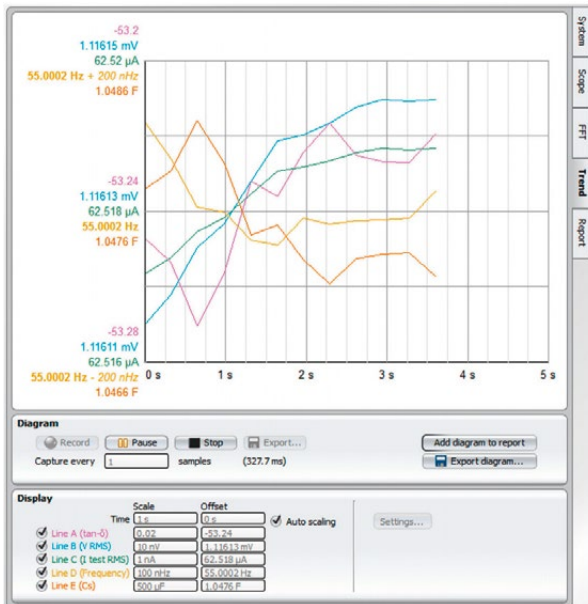 -53.2
1.11615 mV
62.52 µA
55.0002 Hz + 200 nHz
1.0486 F
-53.24
1.11613 mV
62.518 µA
55.0002 Hz
1.0476 F
-53.28
1.11611 mV
62.516 µA
55.0002 Hz - 200 nHz
1.0466 F
0 s 1 s 2 s 3 s 4 s 5 s
System
Scope
FFT
Trend
Report
Diagram
Record Pause Stop Export... Add diagram to report
Capture every 1 samples (327.7 ms) Export diagram...
Display
Scale Offset
Time 1 s 0 s Auto scaling Settings...
Line A (tan-δ) 0.02 -53.24
Line B (V RMS) 10 nV 1.11613 mV
Line C (I test RMS) 1 nA 62.518 µA
Line D (Frequency) 100 nHz 55.0002 Hz
Line E (Cs) 500 µF 1.0476 F